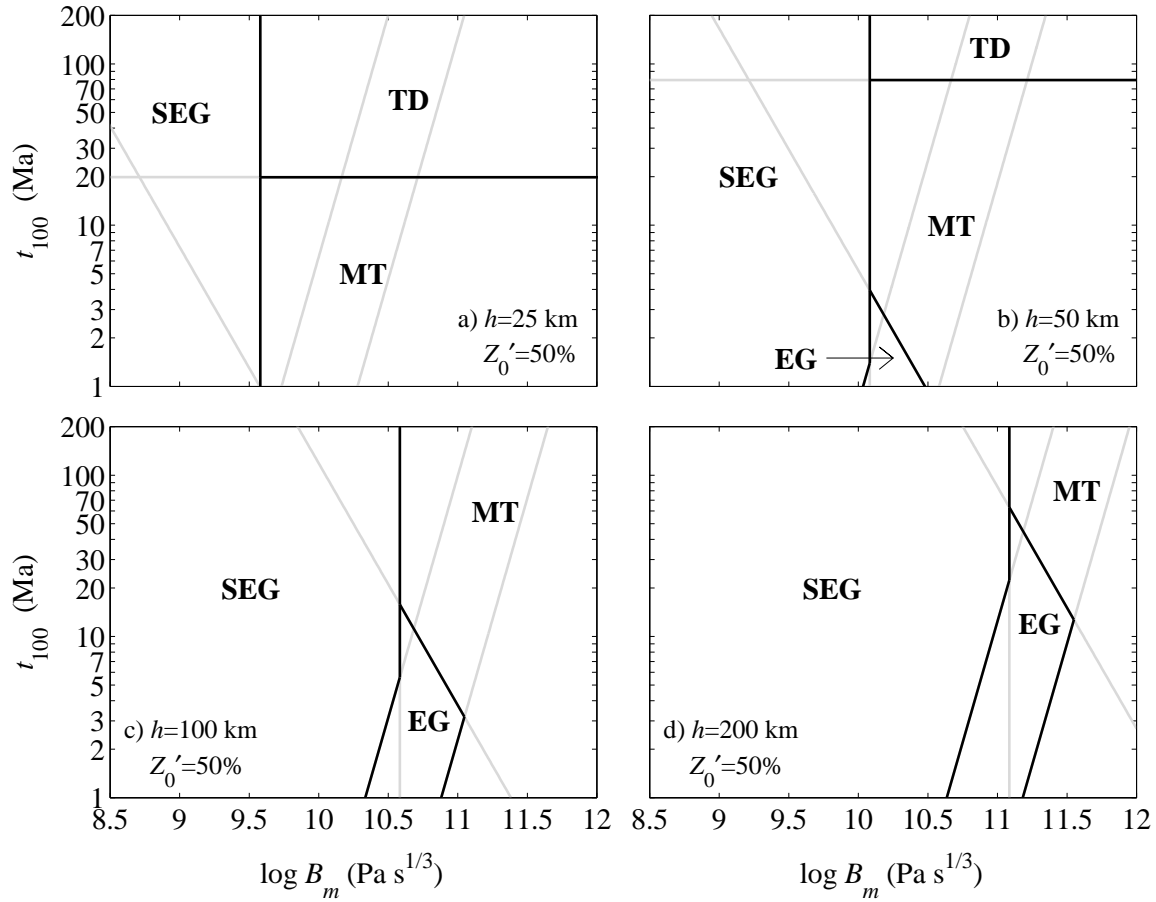 200
100
70
50
20
10
7
5
3
2
1
t100 (Ma)
SEG
TD
MT
a) h=25 km
Z0′=50%
TD
SEG
MT
EG
b) h=50 km
Z0′=50%
200
100
70
50
20
10
7
5
3
2
1
t100 (Ma)
MT
SEG
EG
c) h=100 km
Z0′=50%
8.5 9 9.5 10 10.5 11 11.5 12
log Bm (Pa s1/3)
MT
SEG
EG
d) h=200 km
Z0′=50%
8.5 9 9.5 10 10.5 11 11.5 12
log Bm (Pa s1/3)